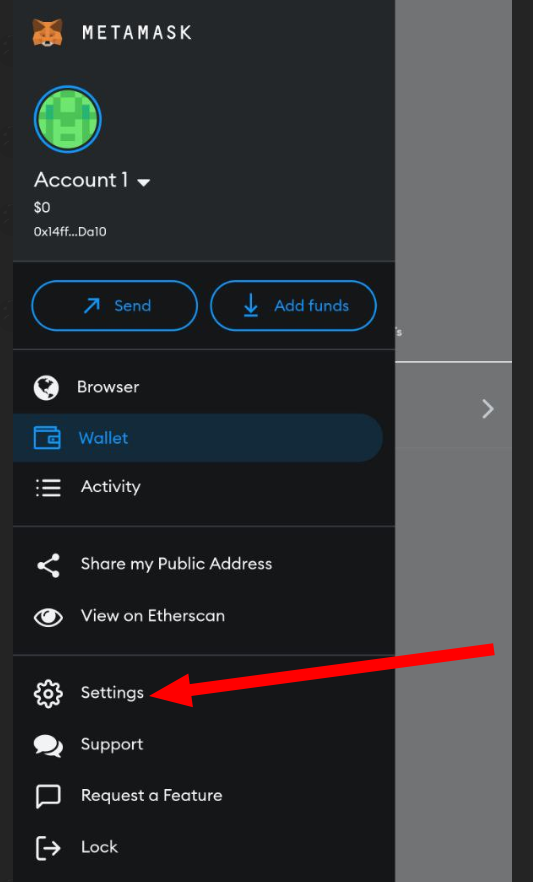 METAMASK
Account 1
$0
0x14ff...Da10
Send
Add funds
Browser
Wallet
Activity
Share my Public Address
View on Etherscan
Settings
Support
Request a Feature
Lock